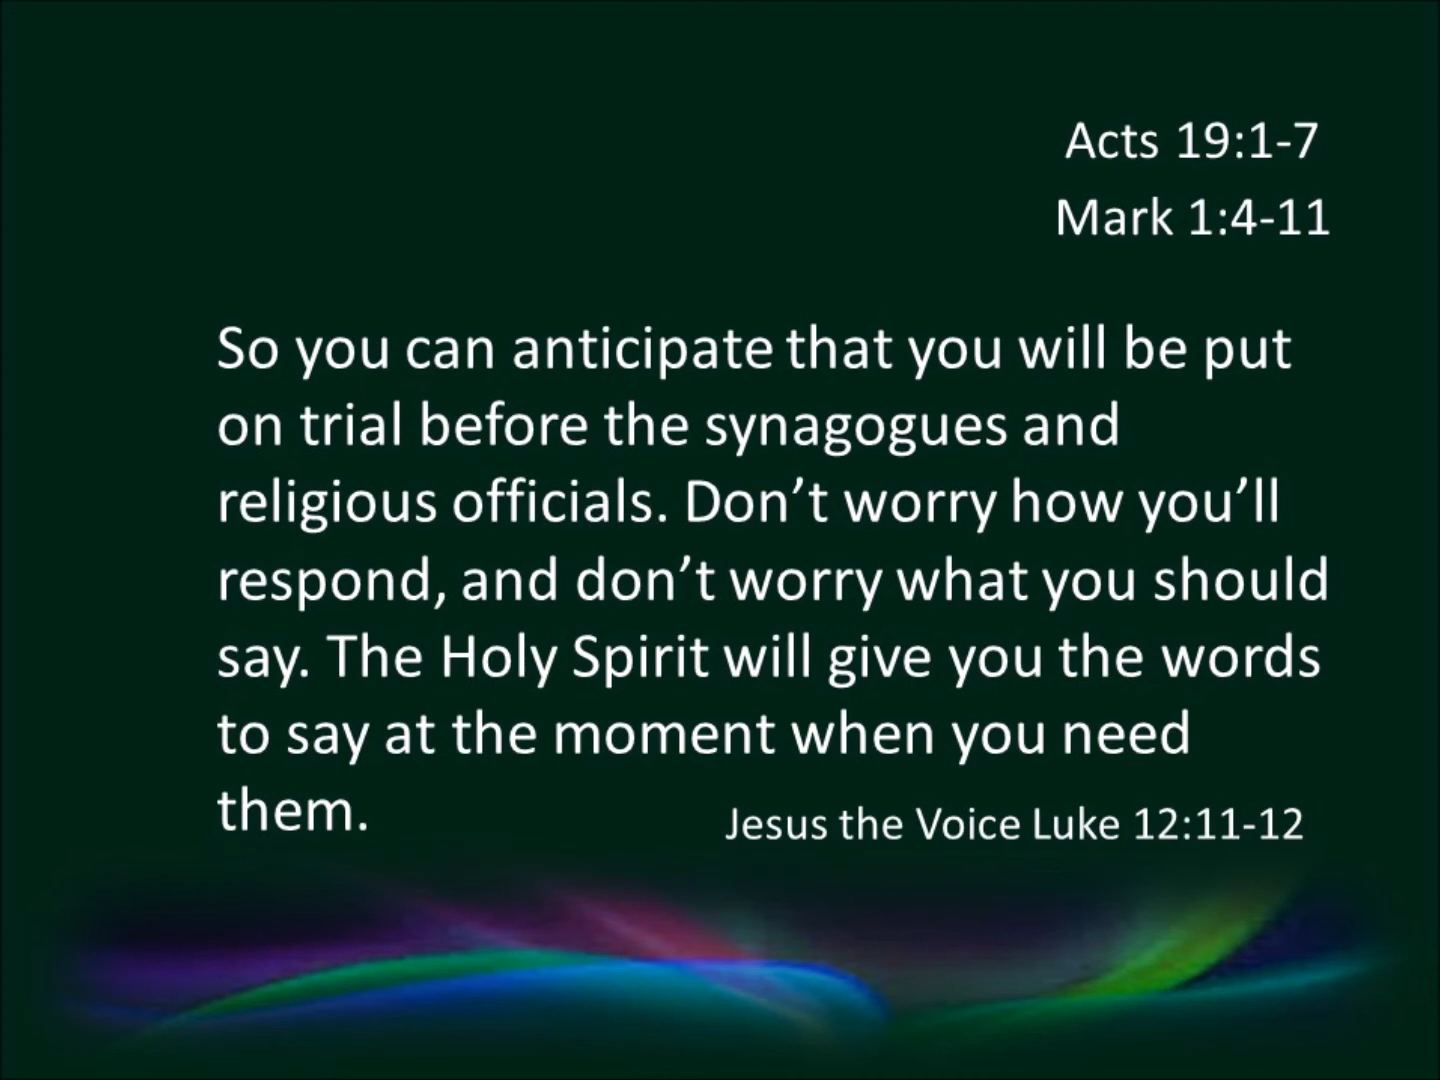 Acts 19:1-7
Mark 1:4-11
So you can anticipate that you will be put
on trial before the synagogues and
religious officials. Don’t worry how you’ll
respond, and don’t worry what you should
say. The Holy Spirit will give you the words
to say at the moment when you need
them.
Jesus the Voice Luke 12:11-12